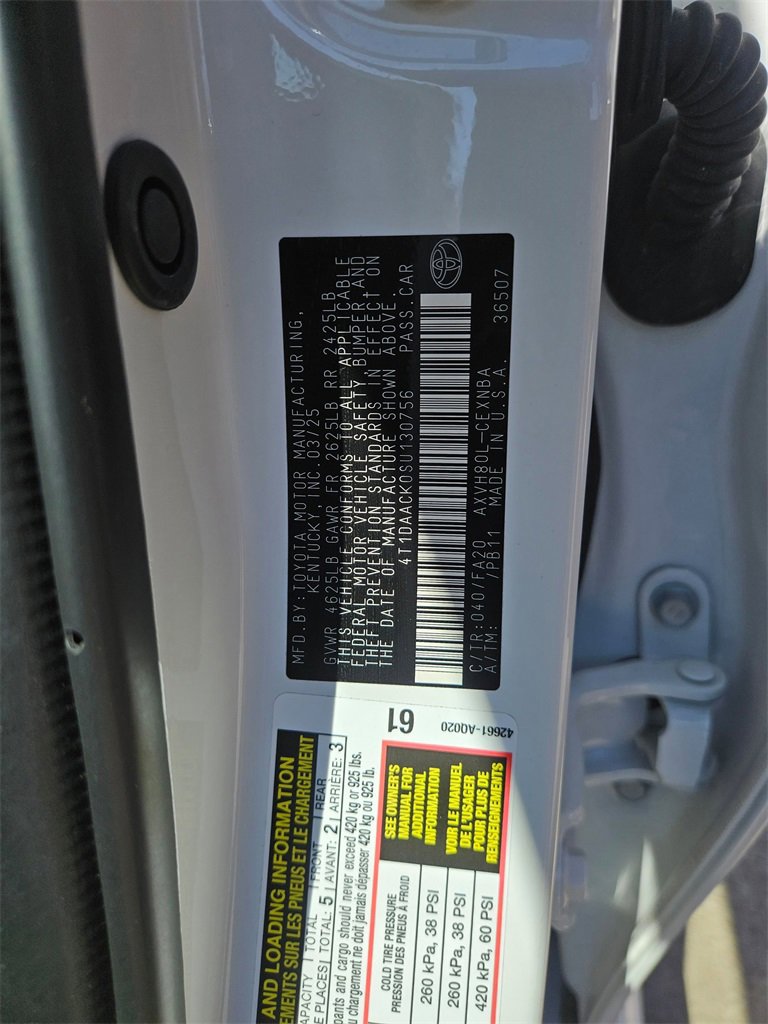 MFD.BY:TOYOTA MOTOR MANUFACTURING,
KENTUCKY, INC. 03/25
GVWR 4625LB GAWR FR 2625LB RR 2425LB
THIS VEHICLE CONFORMS TO ALL APPLICABLE
FEDERAL MOTOR VEHICLE SAFETY, BUMPER, AND
THEFT PREVENTION STANDARDS IN EFFECT ON
THE DATE OF MANUFACTURE SHOWN ABOVE.
4T1DAACK0SU130756 PASS.CAR
C/TR:040/FA20 AXVH80L-CEXNBA
A/TM: /PB11 MADE IN U.S.A. 36507
AND LOADING INFORMATION
EMENTS SUR LES PNEUS ET LE CHARGEMENT
APACITY | TOTAL | FRONT | REAR
E PLACES | TOTAL: 5 | AVANT: 2 | ARRIÈRE: 3
pants and cargo should never exceed 420 kg or 925 lbs.
u chargement ne doit jamais dépasser 420 kg ou 925 lb.
61
42661-AQ020
COLD TIRE PRESSURE
PRESSION DES PNEUS À FROID
260 kPa, 38 PSI
260 kPa, 38 PSI
420 kPa, 60 PSI
SEE OWNER'S
MANUAL FOR
ADDITIONAL
INFORMATION
VOIR LE MANUEL
DE L'USAGER
POUR PLUS DE
RENSEIGNEMENTS